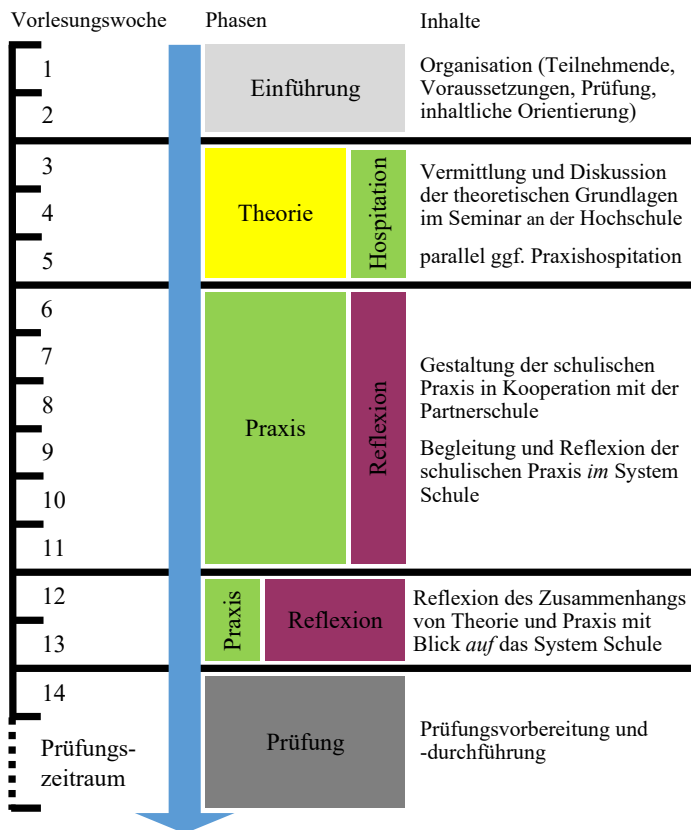 Vorlesungswoche
Phasen
Inhalte
1
2
Einführung
Organisation (Teilnehmende,
Voraussetzungen, Prüfung,
inhaltliche Orientierung)
3
4
5
Theorie
Hospitation
Vermittlung und Diskussion
der theoretischen Grundlagen
im Seminar an der Hochschule
parallel ggf. Praxishospitation
6
7
8
9
10
11
Praxis
Reflexion
Gestaltung der schulischen
Praxis in Kooperation mit der
Partnerschule
Begleitung und Reflexion der
schulischen Praxis im System
Schule
12
13
Praxis
Reflexion
Reflexion des Zusammenhangs
von Theorie und Praxis mit
Blick auf das System Schule
14
Prüfungs-
zeitraum
Prüfung
Prüfungsvorbereitung und
-durchführung